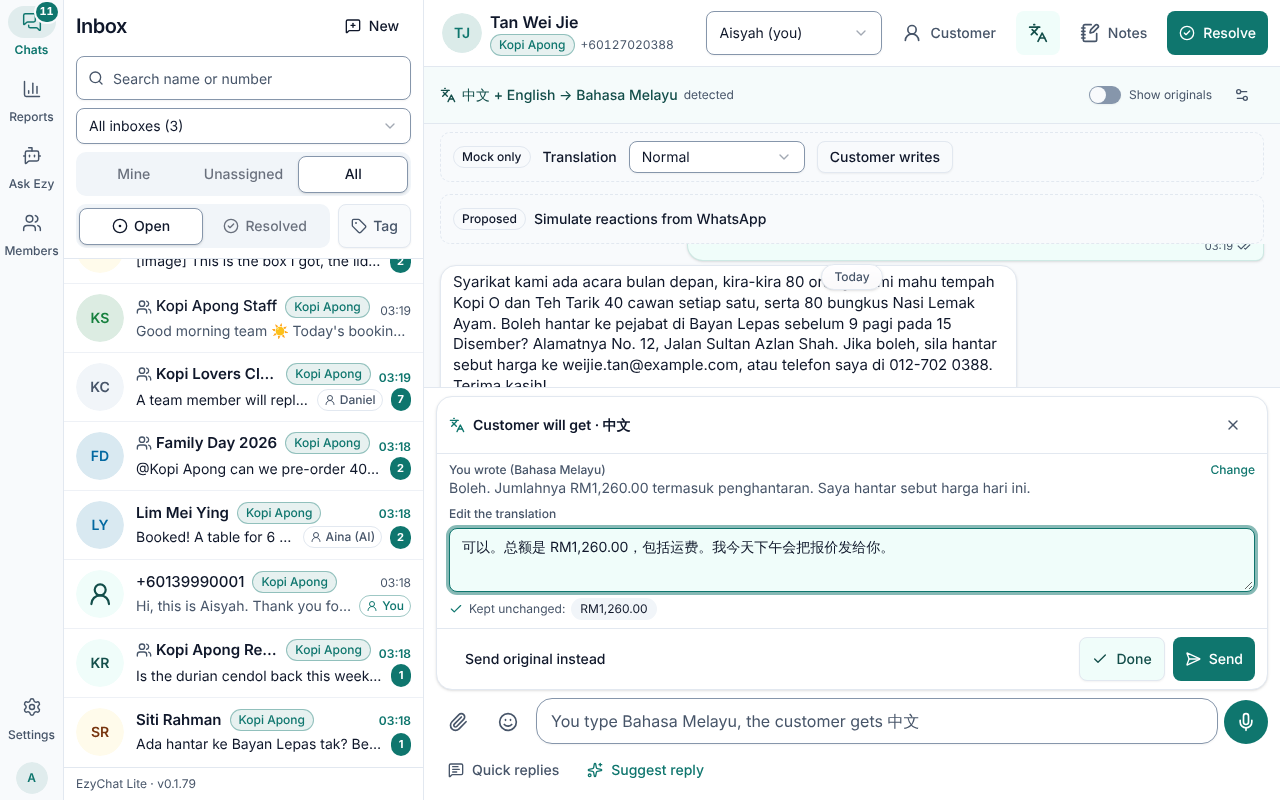 11
Chats
Reports
Ask Ezy
Members
Settings
A
Inbox
New
Search name or number
All inboxes (3)
Mine
Unassigned
All
Open
Resolved
Tag
[Image] This is the box I got, the lid...
2
KS
Kopi Apong Staff
Kopi Apong
03:19
Good morning team ☀️ Today's bookin...
KC
Kopi Lovers Cl...
Kopi Apong
03:19
A team member will repl...
Daniel
7
FD
Family Day 2026
Kopi Apong
03:18
@Kopi Apong can we pre-order 40...
2
LY
Lim Mei Ying
Kopi Apong
03:18
Booked! A table for 6 ...
Aina (AI)
2
+60139990001
Kopi Apong
03:18
Hi, this is Aisyah. Thank you fo...
You
KR
Kopi Apong Re...
Kopi Apong
03:18
Is the durian cendol back this week...
1
SR
Siti Rahman
Kopi Apong
03:18
Ada hantar ke Bayan Lepas tak? Be...
1
EzyChat Lite · v0.1.79
TJ
Tan Wei Jie
Kopi Apong
+60127020388
Aisyah (you)
Customer
Notes
Resolve
中文 + English → Bahasa Melayu detected
Show originals
Mock only
Translation
Normal
Customer writes
Proposed
Simulate reactions from WhatsApp
03:19
Today
Syarikat kami ada acara bulan depan, kira-kira 80 mahu tempah
Kopi O dan Teh Tarik 40 cawan setiap satu, serta 80 bungkus Nasi Lemak
Ayam. Boleh hantar ke pejabat di Bayan Lepas sebelum 9 pagi pada 15
Disember? Alamatnya No. 12, Jalan Sultan Azlan Shah. Jika boleh, sila hantar
sebut harga ke weijie.tan@example.com, atau telefon saya di 012-702 0388.
Terima kasih!
Customer will get · 中文
You wrote (Bahasa Melayu)
Change
Boleh. Jumlahnya RM1,260.00 termasuk penghantaran. Saya hantar sebut harga hari ini.
Edit the translation
可以。总额是 RM1,260.00，包括运费。我今天下午会把报价发给你。
Kept unchanged:
RM1,260.00
Send original instead
Done
Send
You type Bahasa Melayu, the customer gets 中文
Quick replies
Suggest reply